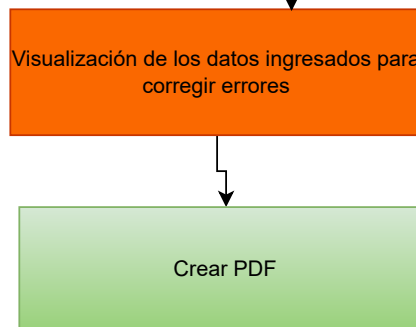 Visualización de los datos ingresados para
corregir errores
Crear PDF